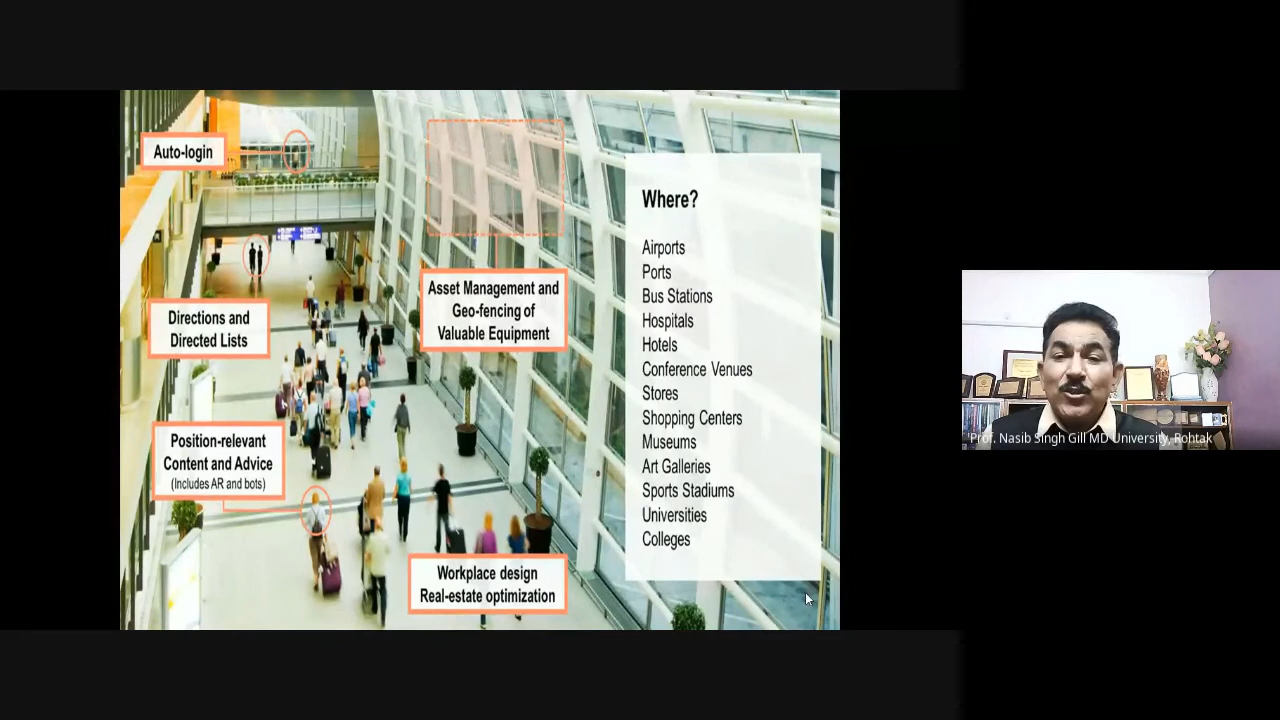 Auto-login
Directions and
Directed Lists
Position-relevant
Content and Advice
(Includes AR and bots)
Asset Management and
Geo-fencing of
Valuable Equipment
Workplace design
Real-estate optimization
Where?
Airports
Ports
Bus Stations
Hospitals
Hotels
Conference Venues
Stores
Shopping Centers
Museums
Art Galleries
Sports Stadiums
Universities
Colleges
'Prof. Nasib Singh Gill MD University, Rohtak